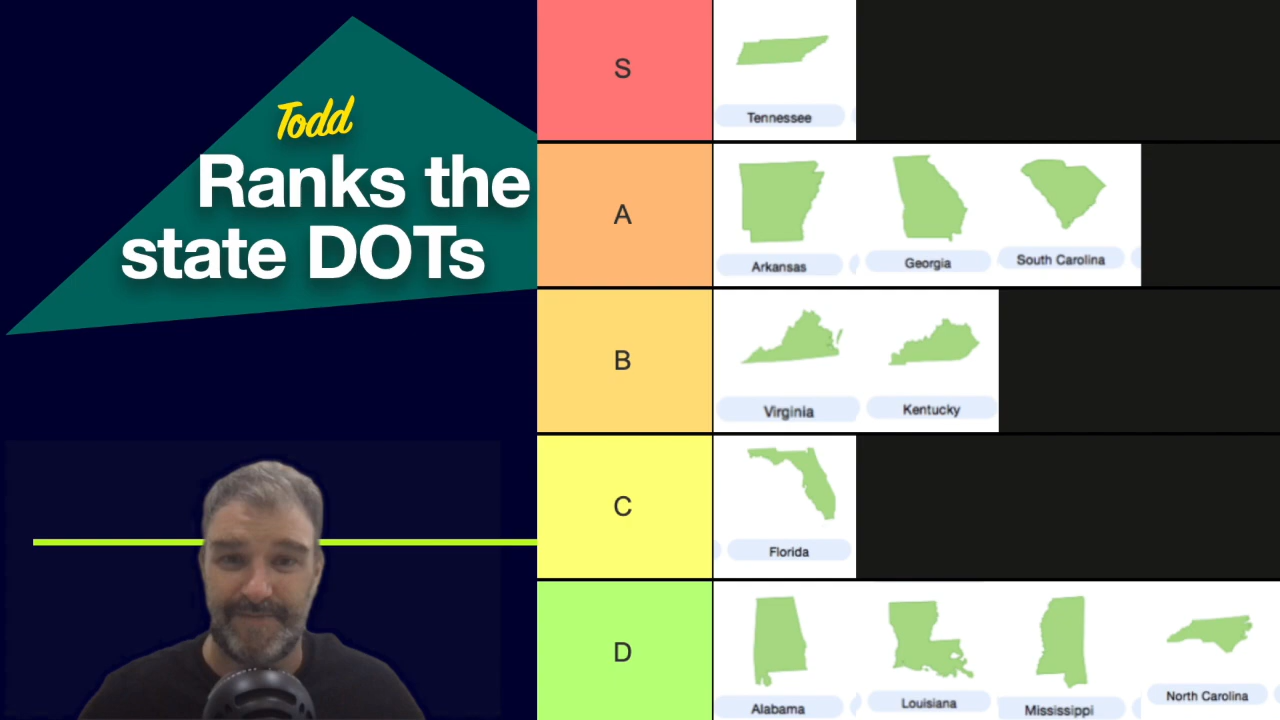 Todd
Ranks the
state DOTs
S
Tennessee
A
Arkansas
Georgia
South Carolina
B
Virginia
Kentucky
C
Florida
D
Alabama
Louisiana
Mississippi
North Carolina